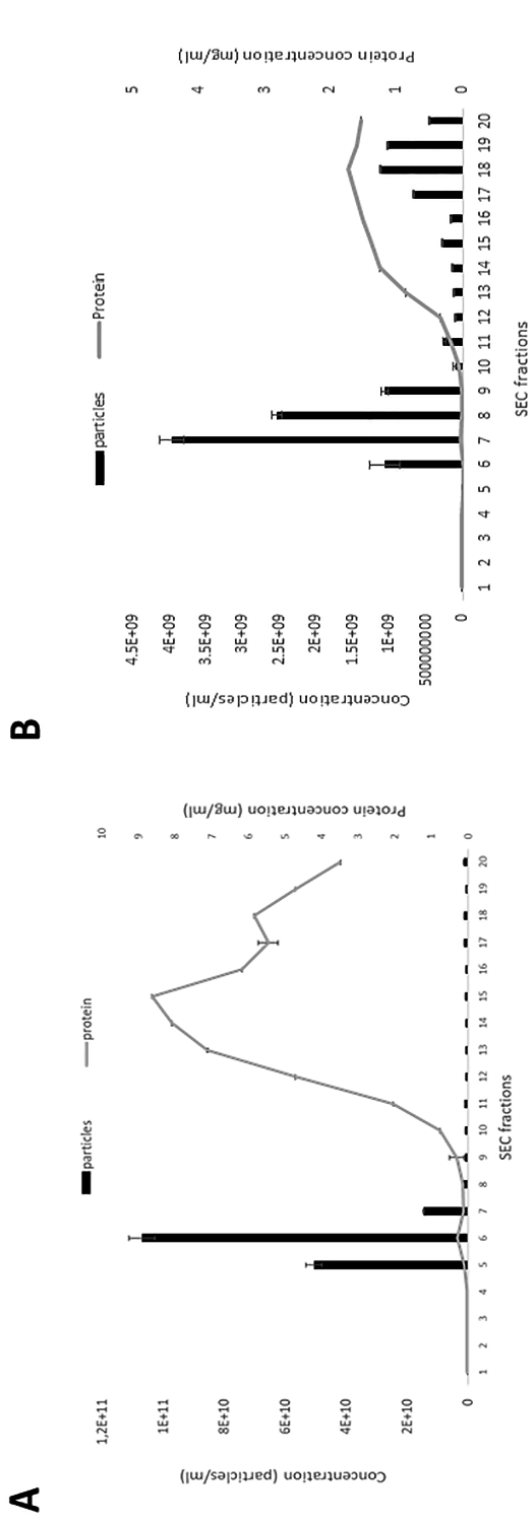 A
particles
protein
Concentration (particles/ml)
1,2E+11
1E+11
8E+10
6E+10
4E+10
2E+10
0
Protein concentration (mg/ml)
10
9
8
7
6
5
4
3
2
1
0
1 2 3 4 5 6 7 8 9 10 11 12 13 14 15 16 17 18 19 20
SEC fractions
B
particles
Protein
Concentration (particles/ml)
4.5E+09
4E+09
3.5E+09
3E+09
2.5E+09
2E+09
1.5E+09
1E+09
500000000
0
Protein concentration (mg/ml)
5
4
3
2
1
0
1 2 3 4 5 6 7 8 9 10 11 12 13 14 15 16 17 18 19 20
SEC fractions